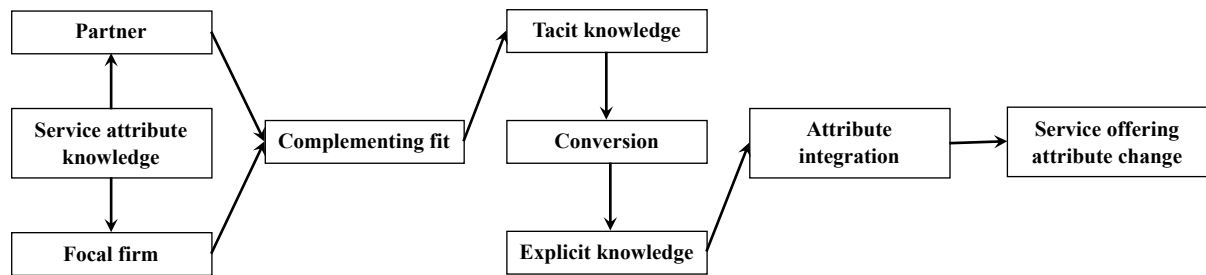 Partner
Service attribute
knowledge
Focal firm
Complementing fit
Tacit knowledge
Conversion
Explicit knowledge
Attribute
integration
Service offering
attribute change